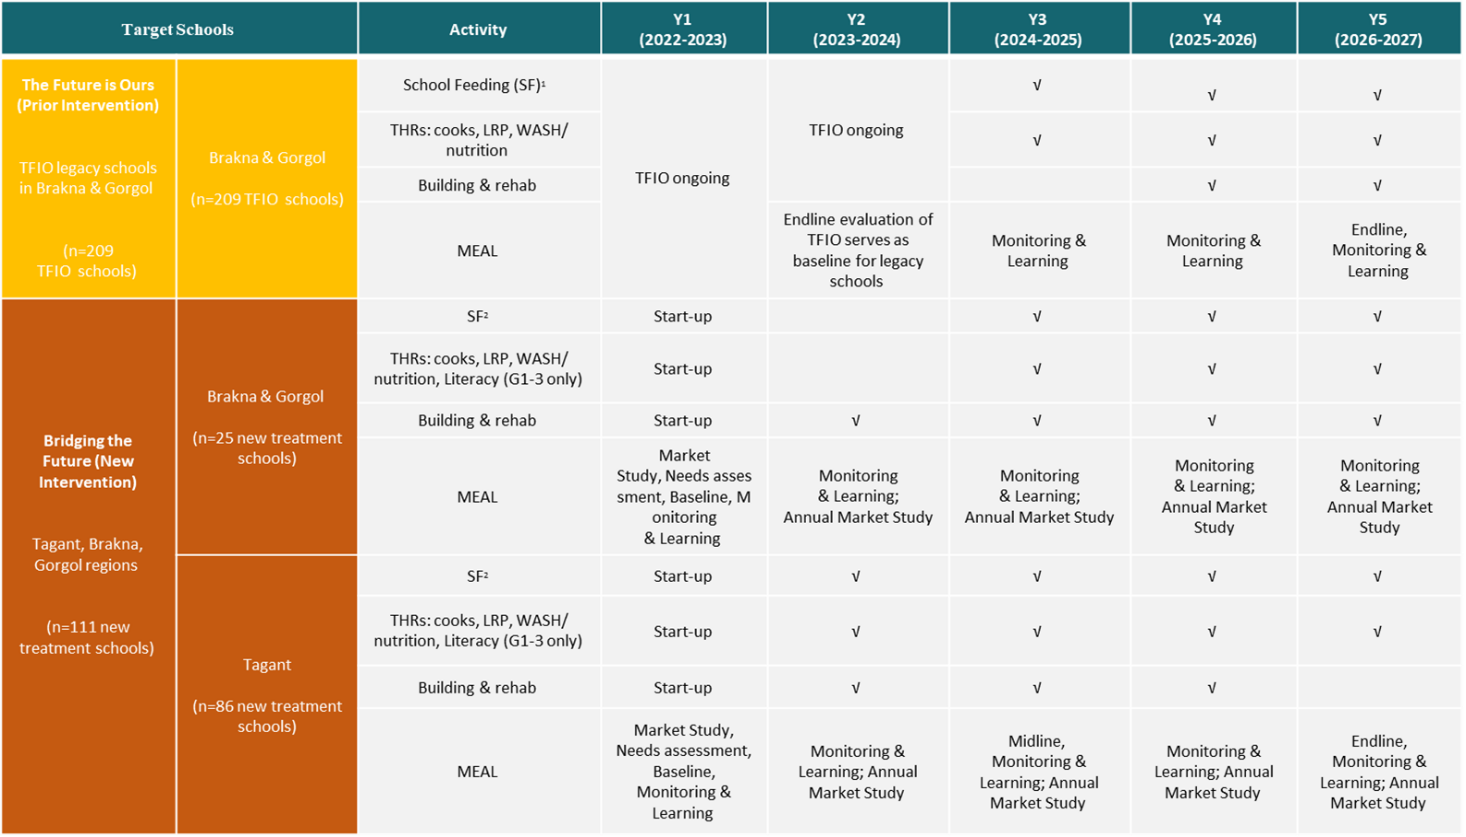 Target Schools
Activity
Y1
(2022-2023)
Y2
(2023-2024)
Y3
(2024-2025)
Y4
(2025-2026)
Y5
(2026-2027)
The Future is Ours
(Prior Intervention)
TFIO legacy schools
in Brakna & Gorgol
(n=209
TFIO schools)
Brakna & Gorgol
(n=209 TFIO schools)
School Feeding (SF)¹
TFIO ongoing
TFIO ongoing
√
√
√
THRs: cooks, LRP, WASH/
nutrition
√
√
√
Building & rehab
√
√
MEAL
Endline evaluation of
TFIO serves as
baseline for legacy
schools
Monitoring &
Learning
Monitoring &
Learning
Endline,
Monitoring &
Learning
Bridging the
Future (New
Intervention)
Tagant, Brakna,
Gorgol regions
(n=111 new
treatment schools)
Brakna & Gorgol
(n=25 new treatment
schools)
SF²
Start-up
√
√
√
THRs: cooks, LRP, WASH/
nutrition, Literacy (G1-3 only)
Start-up
√
√
√
Building & rehab
Start-up
√
√
√
√
MEAL
Market
Study, Needs asses
sment, Baseline, M
onitoring
& Learning
Monitoring
& Learning;
Annual Market Study
Monitoring
& Learning;
Annual Market Study
Monitoring
& Learning;
Annual Market
Study
Monitoring
& Learning;
Annual Market
Study
Tagant
(n=86 new treatment
schools)
SF²
Start-up
√
√
√
√
THRs: cooks, LRP, WASH/
nutrition, Literacy (G1-3 only)
Start-up
√
√
√
√
Building & rehab
Start-up
√
√
√
MEAL
Market Study,
Needs assessment,
Baseline,
Monitoring &
Learning
Monitoring &
Learning; Annual
Market Study
Midline,
Monitoring &
Learning; Annual
Market Study
Monitoring &
Learning; Annual
Market Study
Endline,
Monitoring &
Learning; Annual
Market Study